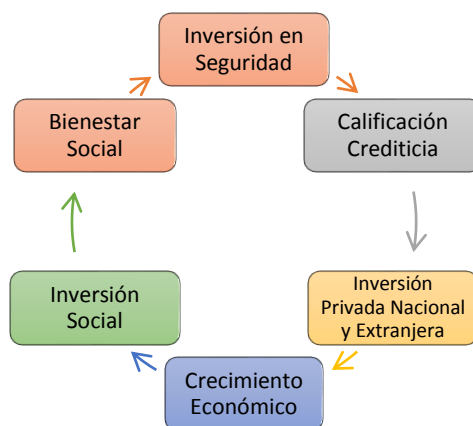 Inversión en
Seguridad
Calificación
Crediticia
Inversión
Privada Nacional
y Extranjera
Crecimiento
Económico
Inversión
Social
Bienestar
Social